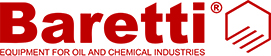 Baretti®
EQUIPMENT FOR OIL AND CHEMICAL INDUSTRIES